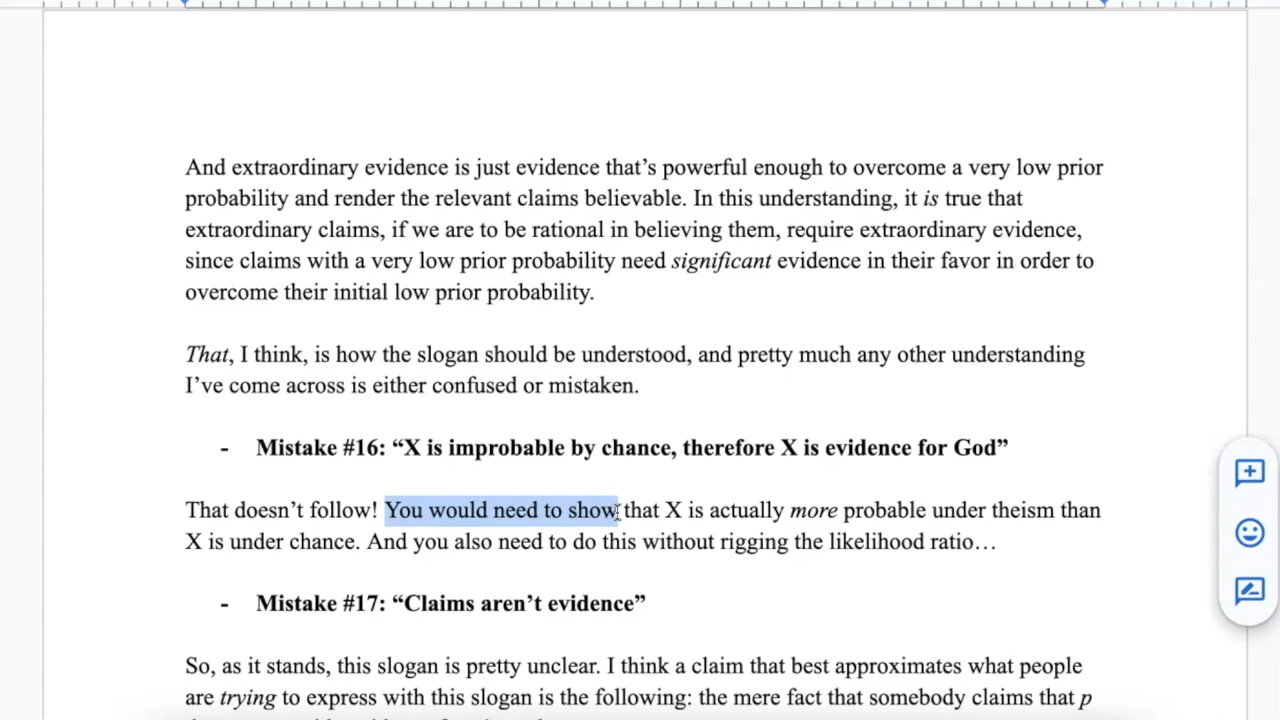 And extraordinary evidence is just evidence that’s powerful enough to overcome a very low prior
probability and render the relevant claims believable. In this understanding, it is true that
extraordinary claims, if we are to be rational in believing them, require extraordinary evidence,
since claims with a very low prior probability need significant evidence in their favor in order to
overcome their initial low prior probability.
That, I think, is how the slogan should be understood, and pretty much any other understanding
I’ve come across is either confused or mistaken.
- Mistake #16: “X is improbable by chance, therefore X is evidence for God”
That doesn’t follow! You would need to show that X is actually more probable under theism than
X is under chance. And you also need to do this without rigging the likelihood ratio…
- Mistake #17: “Claims aren’t evidence”
So, as it stands, this slogan is pretty unclear. I think a claim that best approximates what people
are trying to express with this slogan is the following: the mere fact that somebody claims that p